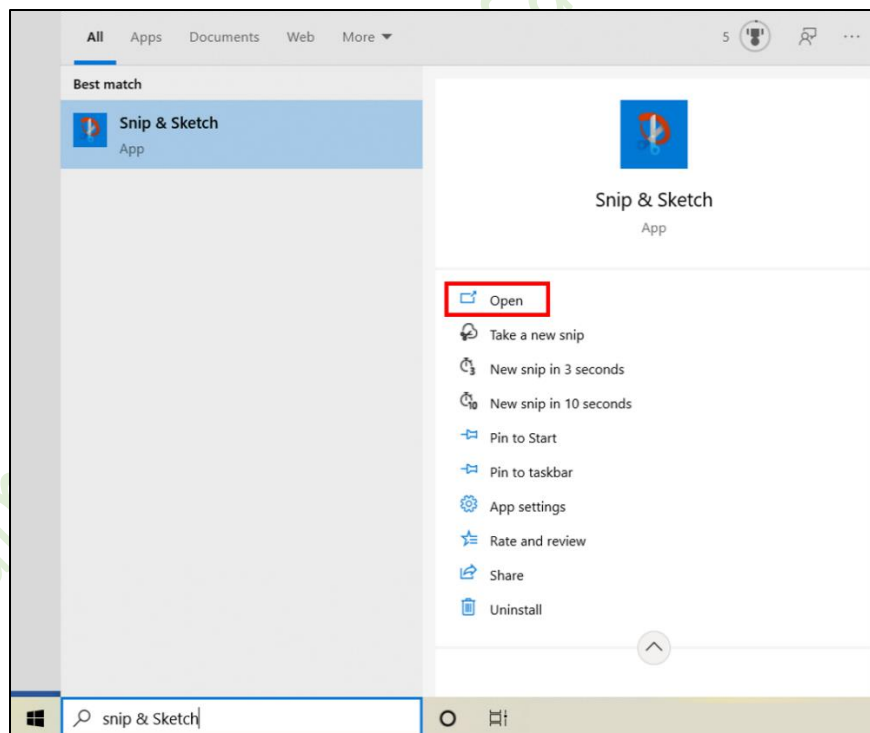 All Apps Documents Web More 5 ...
Best match
Snip & Sketch
App
Snip & Sketch
App
Open
Take a new snip
New snip in 3 seconds
New snip in 10 seconds
Pin to Start
Pin to taskbar
App settings
Rate and review
Share
Uninstall
snip & Sketch